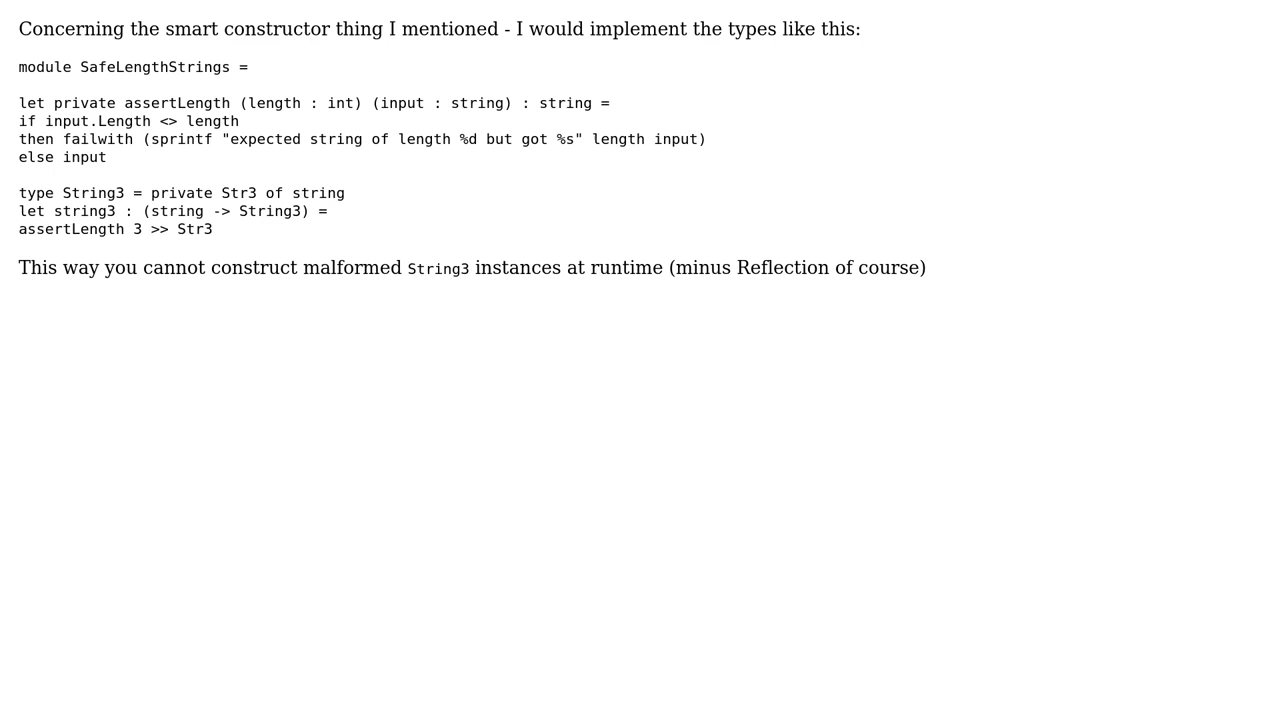 Concerning the smart constructor thing I mentioned - I would implement the types like this:
module SafeLengthStrings =
let private assertLength (length : int) (input : string) : string =
if input.Length <> length
then failwith (sprintf "expected string of length %d but got %s" length input)
else input
type String3 = private Str3 of string
let string3 : (string -> String3) =
assertLength 3 >> Str3
This way you cannot construct malformed String3 instances at runtime (minus Reflection of course)